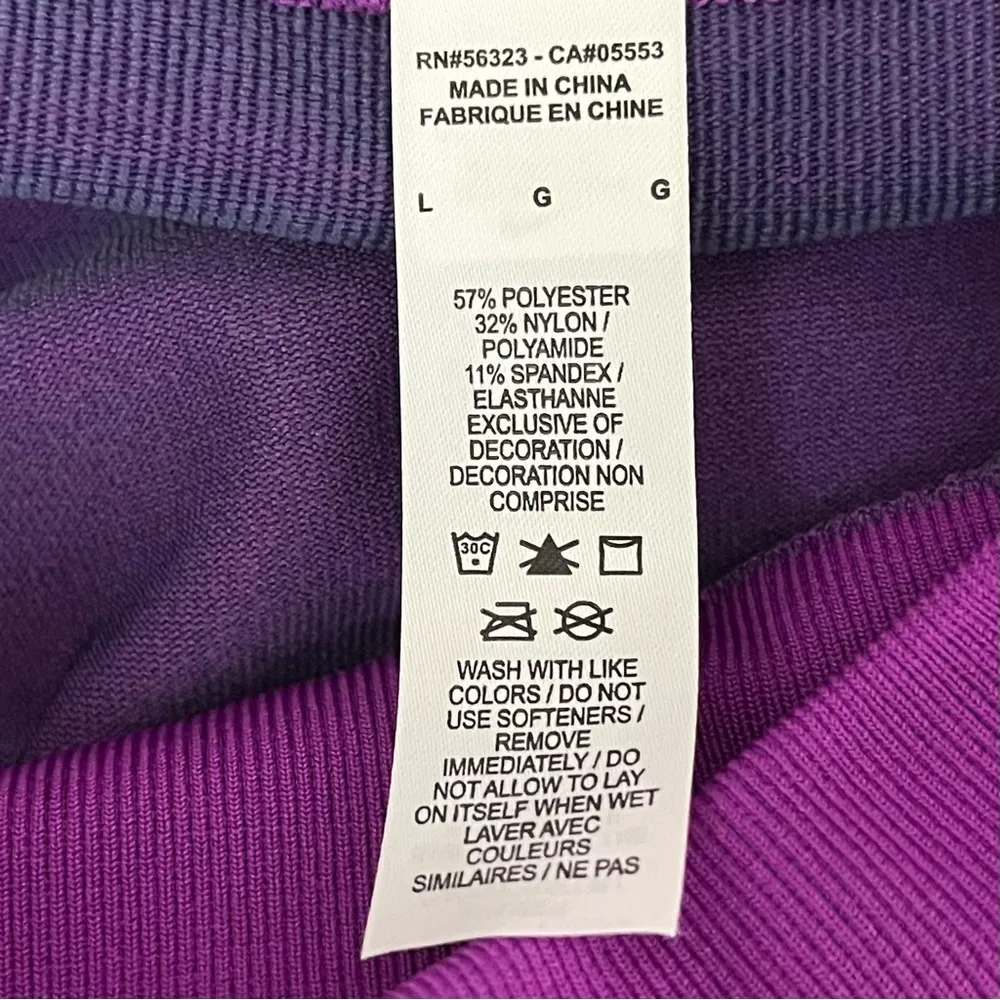 RN#56323 - CA#05553
MADE IN CHINA
FABRIQUE EN CHINE
L G G
57% POLYESTER
32% NYLON /
POLYAMIDE
11% SPANDEX /
ELASTHANNE
EXCLUSIVE OF
DECORATION /
DECORATION NON
COMPRISE
30C
WASH WITH LIKE
COLORS / DO NOT
USE SOFTENERS /
REMOVE
IMMEDIATELY / DO
NOT ALLOW TO LAY
ON ITSELF WHEN WET
LAVER AVEC
COULEURS
SIMILAIRES / NE PAS